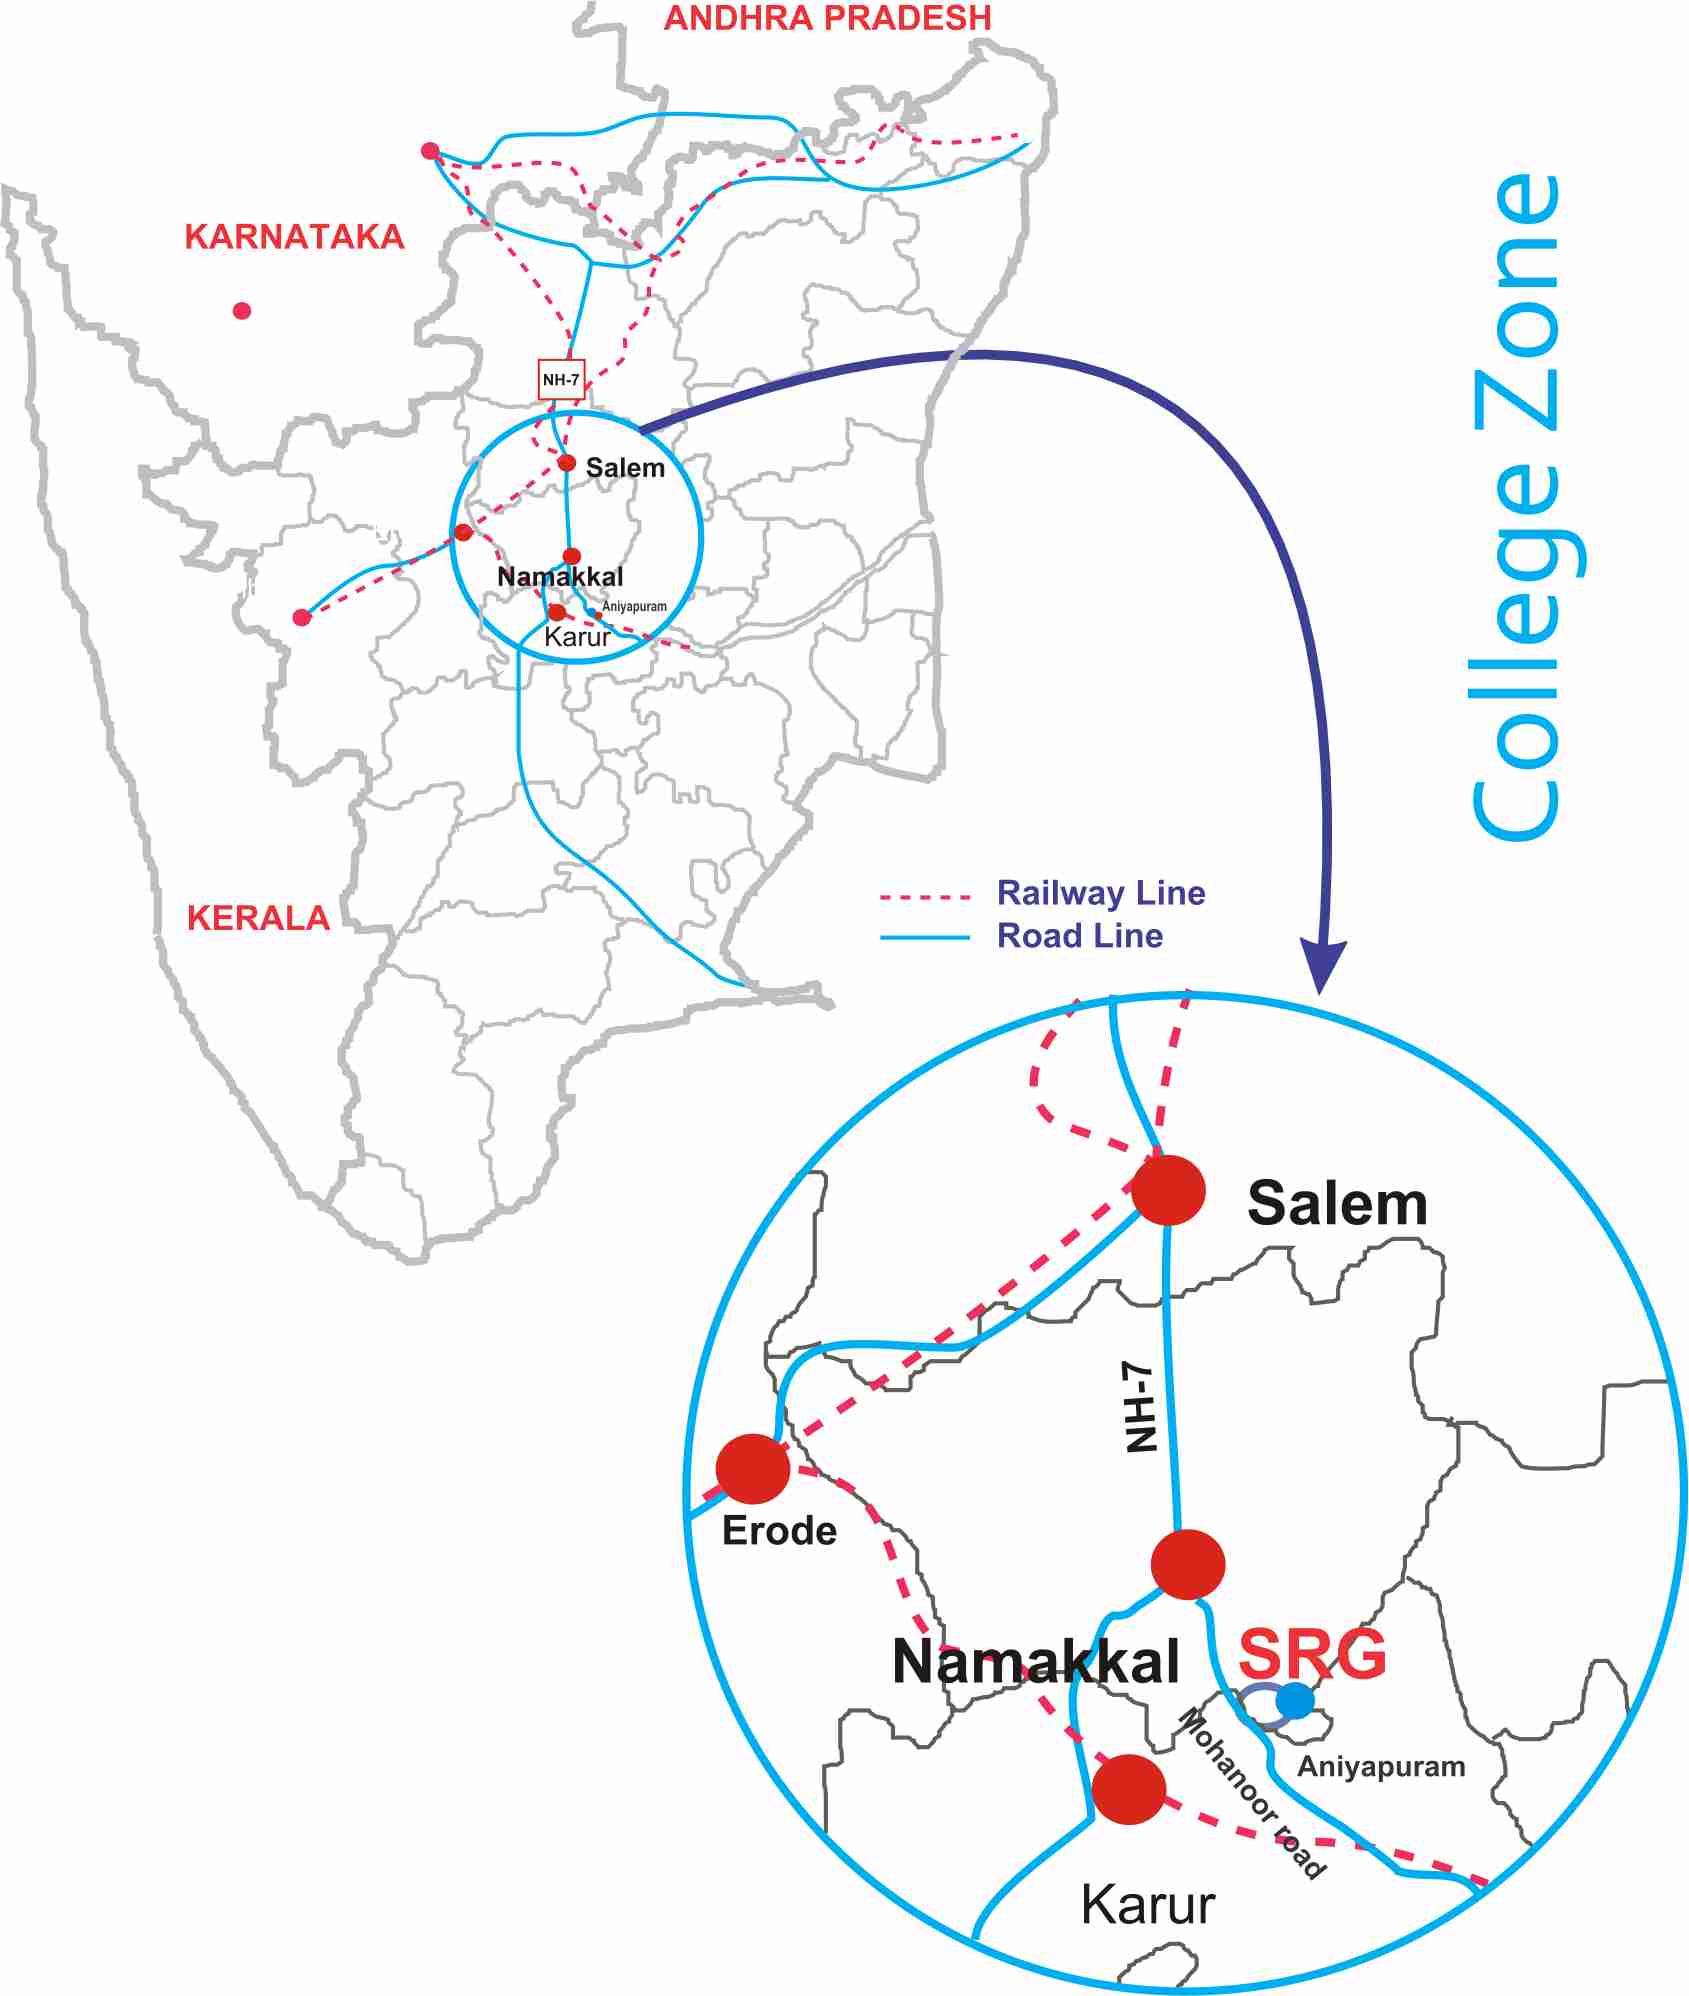 ANDHRA PRADESH
KARNATAKA
NH-7
Salem
Namakkal
Aniyapuram
Karur
College Zone
KERALA
Railway Line
Road Line
Salem
NH-7
Erode
Namakkal
SRG
Mohanoor road
Aniyapuram
Karur